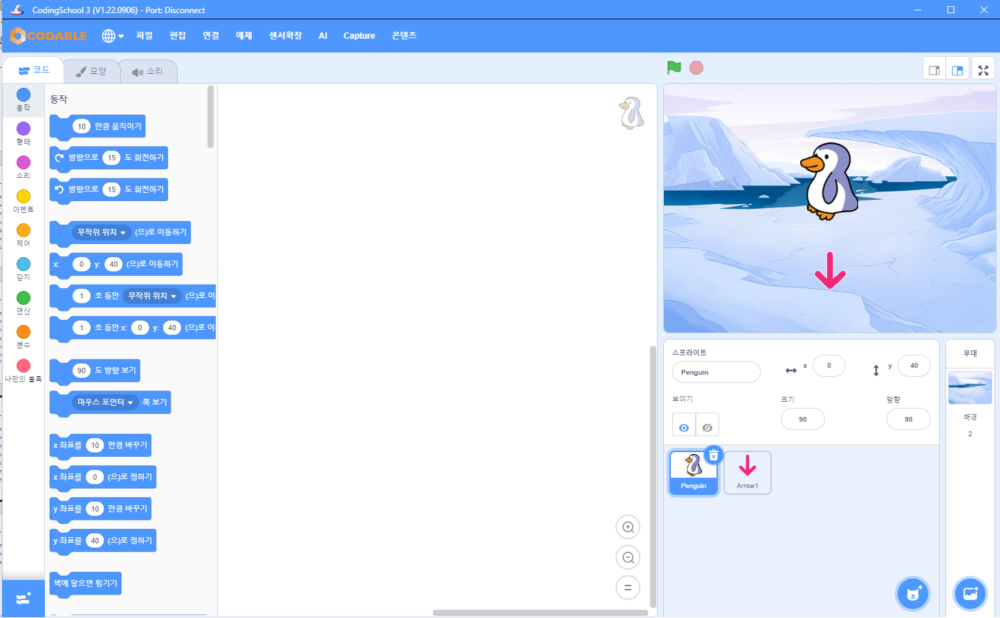 CodingSchool 3 (V1.22.0906) - Port: Disconnect
CODABLE 파일 편집 연결 예제 센서확장 AI Capture 콘텐츠
코드 모양 소리
동작
형태
소리
이벤트
제어
감지
연산
변수
나만의 블록
동작
10 만큼 움직이기
방향으로 15 도 회전하기
방향으로 15 도 회전하기
무작위 위치 (으)로 이동하기
x: 0 y: 40 (으)로 이동하기
1 초 동안 무작위 위치 (으)로 이
1 초 동안 x: 0 y: 40 (으)로 이
90 도 방향 보기
마우스 포인터 쪽 보기
x 좌표를 10 만큼 바꾸기
x 좌표를 0 (으)로 정하기
y 좌표를 10 만큼 바꾸기
y 좌표를 40 (으)로 정하기
벽에 닿으면 튕기기
스프라이트
Penguin x 0 y 40
보이기 크기 방향
90 90
Penguin
Arrow1
무대
배경
2